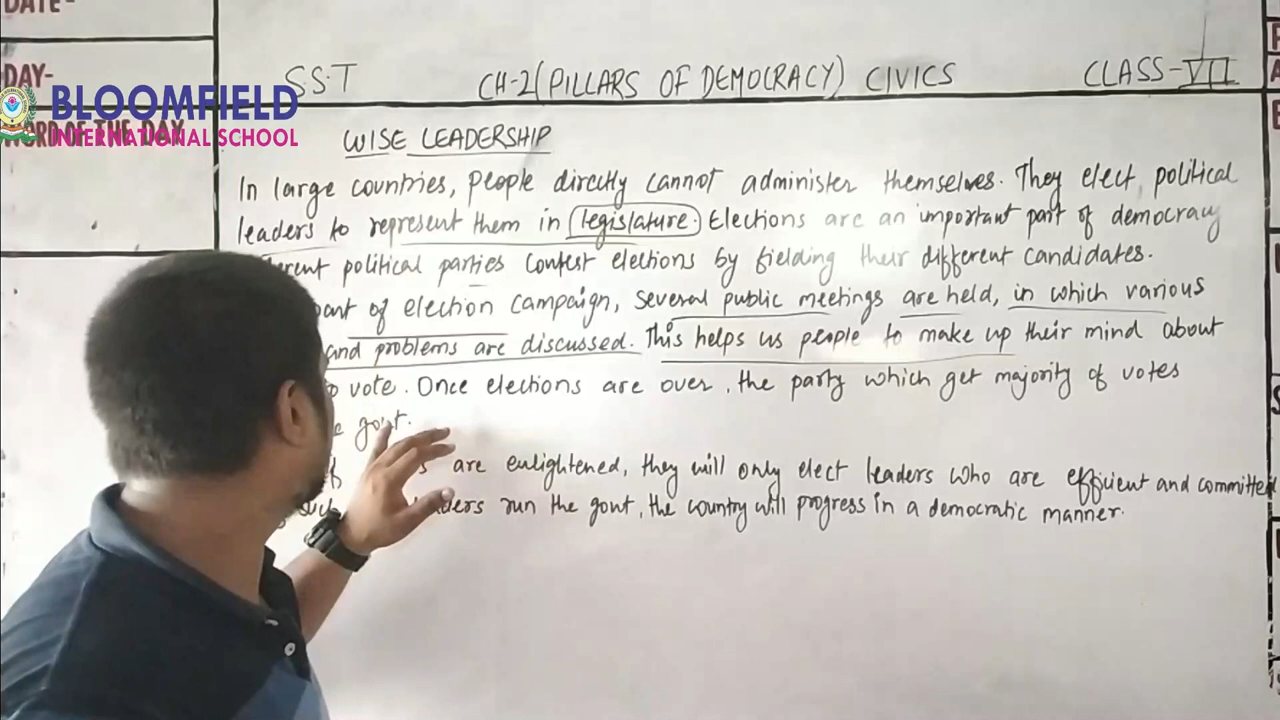 DATE-
DAY-
S.S.T CH-2(PILLARS OF DEMOCRACY) CIVICS CLASS-VII
BLOOMFIELD
INTERNATIONAL SCHOOL
WORD OF THE DAY
WISE LEADERSHIP
In large countries, people directly cannot administer themselves. They elect political
leaders to represent them in legislature. Elections are an important part of democracy
political parties contest elections by fielding their different candidates.
of election campaign, several public meetings are held, in which various
and problems are discussed. This helps us people to make up their mind about
vote. Once elections are over, the party which get majority of votes
govt.
are enlightened, they will only elect leaders who are efficient and committed
run the govt, the country will progress in a democratic manner.